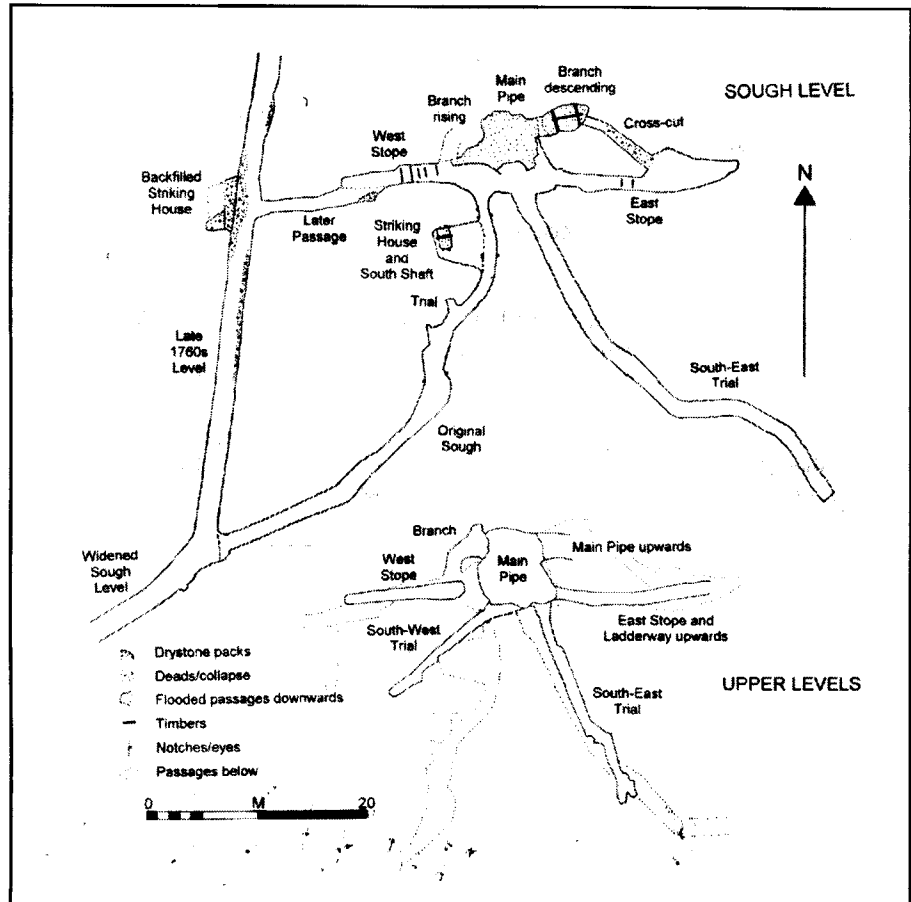 SOUGH LEVEL
Main
Pipe
Branch
descending
Branch
rising
Cross-cut
West
Stope
N
Backfilled
Striking
House
Later
Passage
East
Stope
Striking
House
and
South Shaft
Trial
Late
1760s
Level
South-East
Trial
Original
Sough
Widened
Sough
Level
Branch
Main
Pipe
Main Pipe upwards
West
Stope
East Stope and
Ladderway upwards
South-West
Trial
South-East
Trial
UPPER LEVELS
Drystone packs
Deads/collapse
Flooded passages downwards
Timbers
Notches/eyes
Passages below
0 M 20